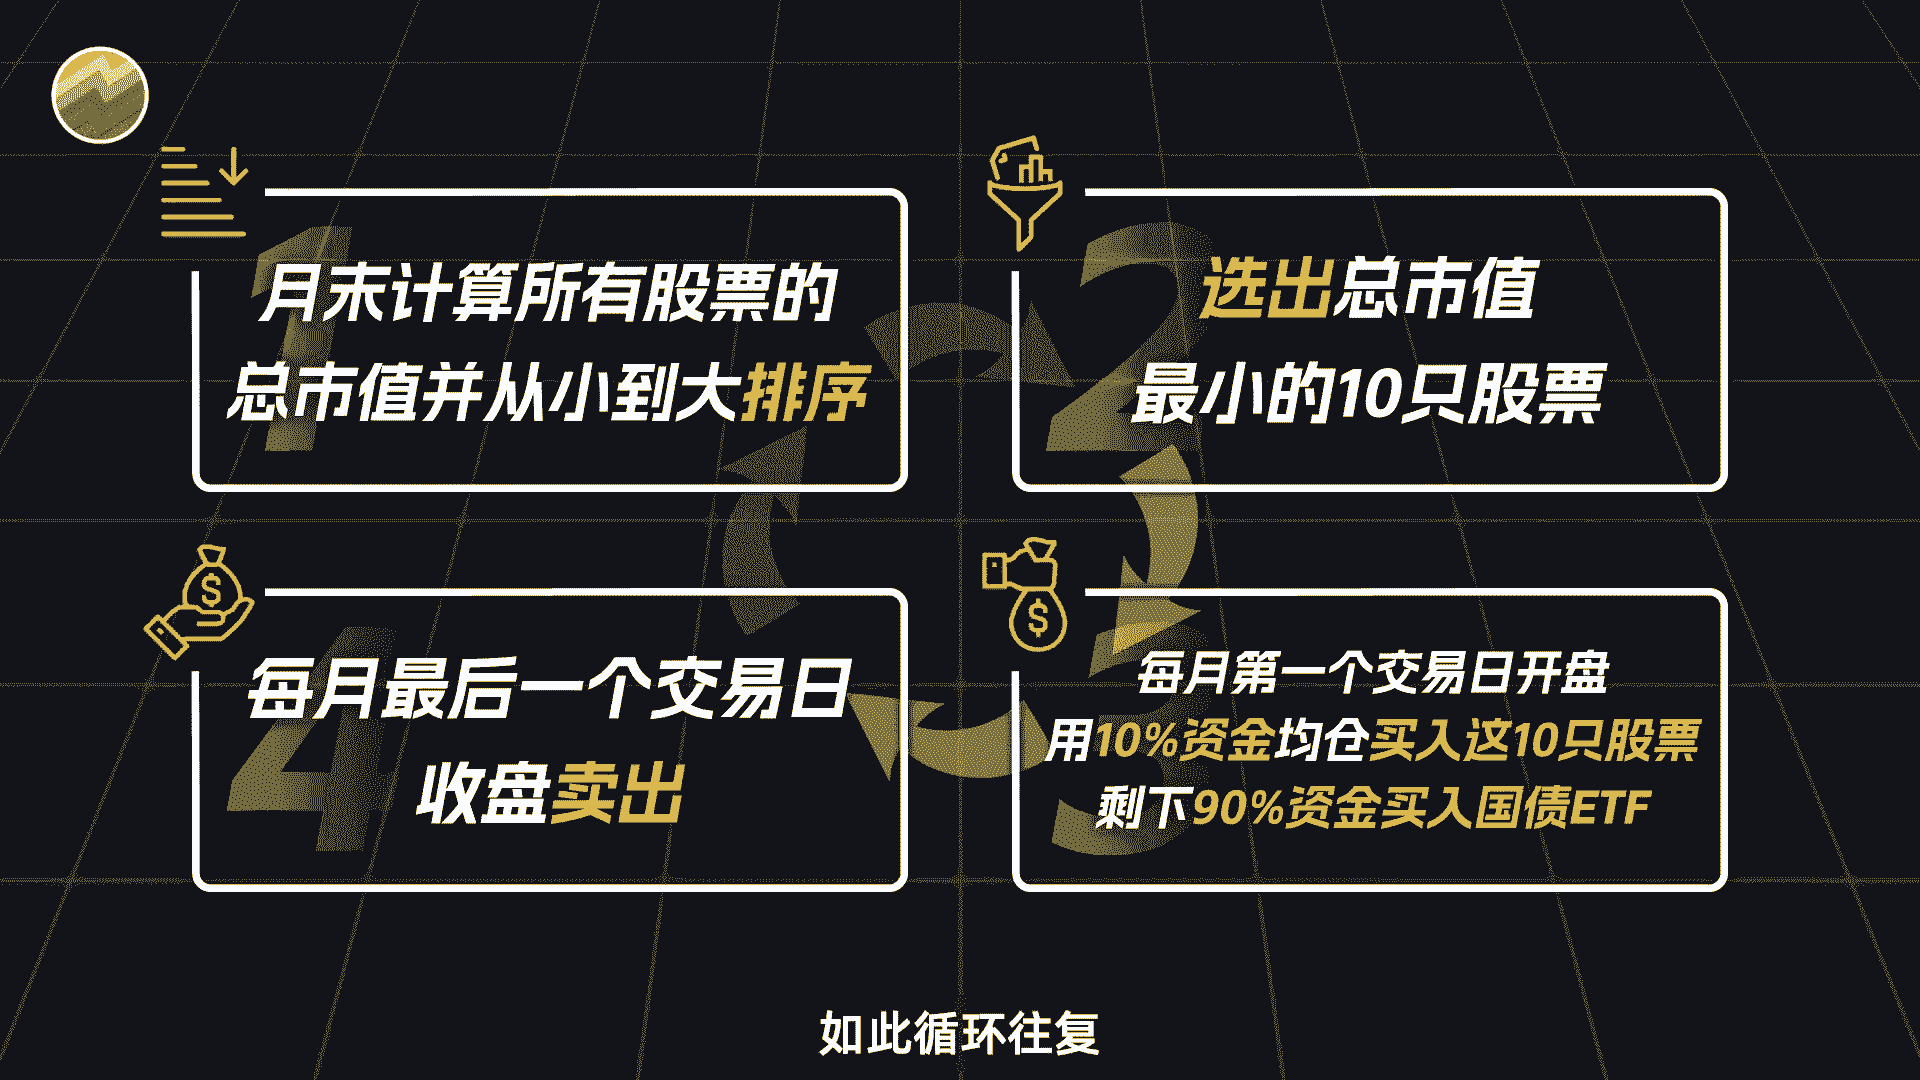 1
月末计算所有股票的
总市值并从小到大排序
2
选出总市值
最小的10只股票
3
每月第一个交易日开盘
用10%资金均仓买入这10只股票
剩下90%资金买入国债ETF
4
每月最后一个交易日
收盘卖出
$
$
如此循环往复